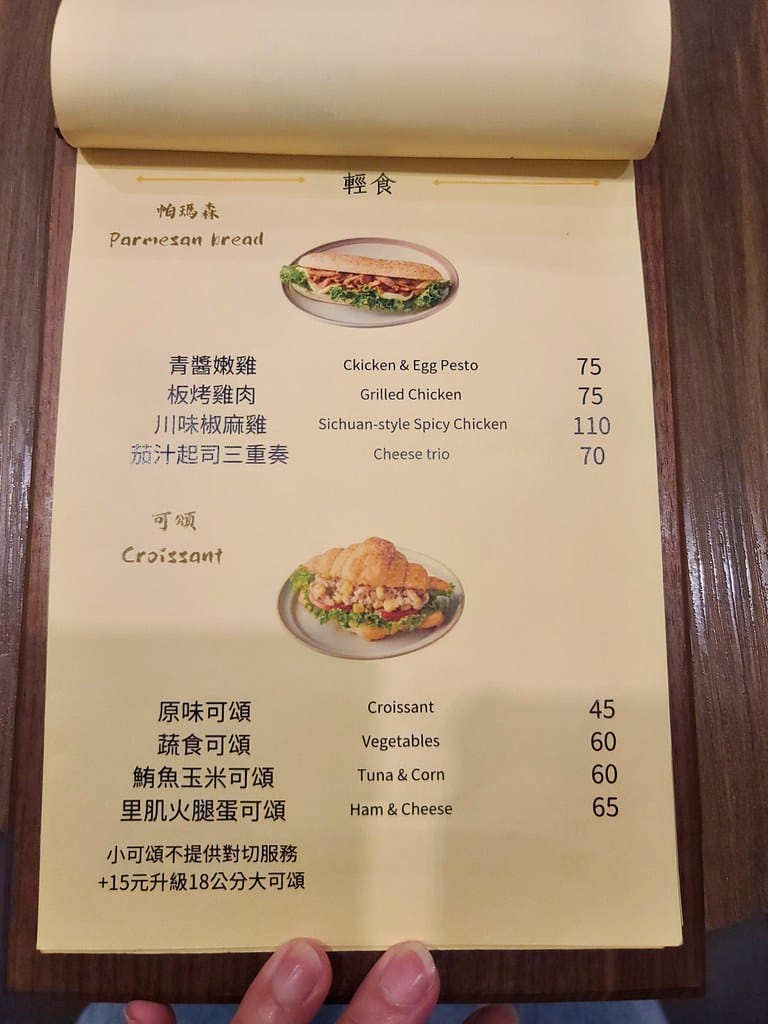 輕食
帕瑪森
Parmesan bread
青醬嫩雞 Ckicken & Egg Pesto 75
板烤雞肉 Grilled Chicken 75
川味椒麻雞 Sichuan-style Spicy Chicken 110
茄汁起司三重奏 Cheese trio 70
可頌
Croissant
原味可頌 Croissant 45
蔬食可頌 Vegetables 60
鮪魚玉米可頌 Tuna & Corn 60
里肌火腿蛋可頌 Ham & Cheese 65
小可頌不提供對切服務
+15元升級18公分大可頌